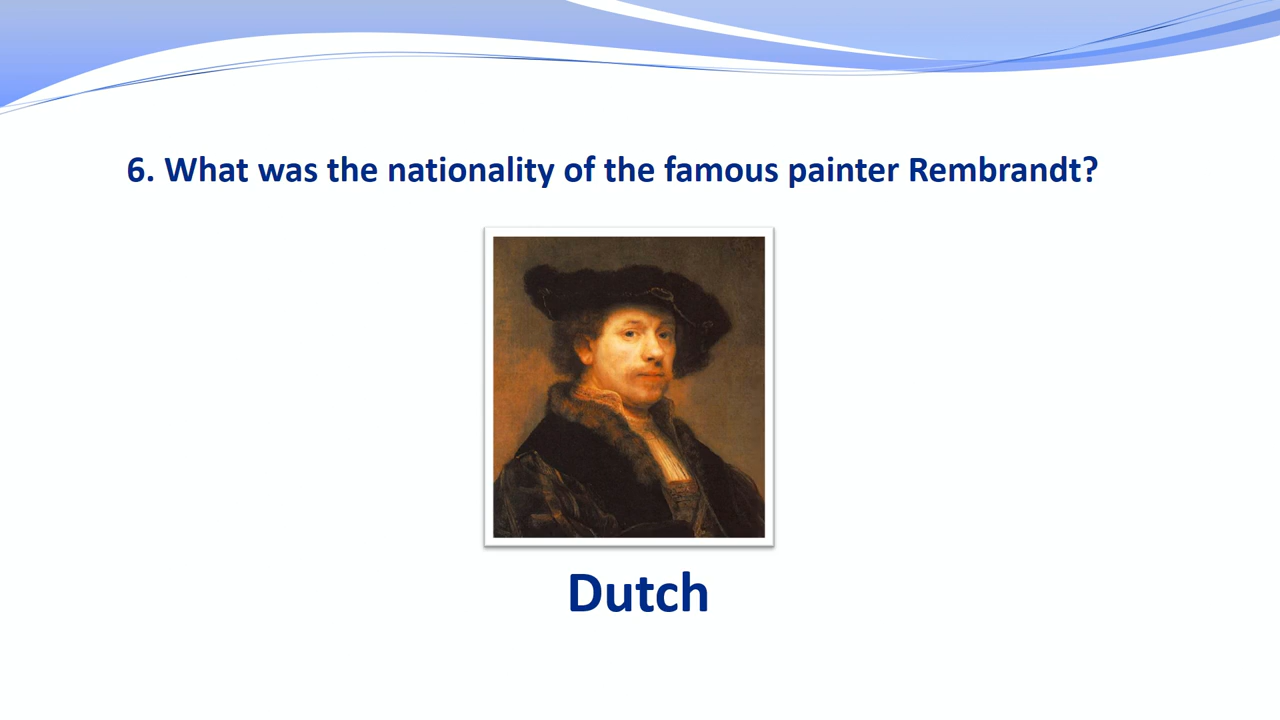 6. What was the nationality of the famous painter Rembrandt?
Dutch